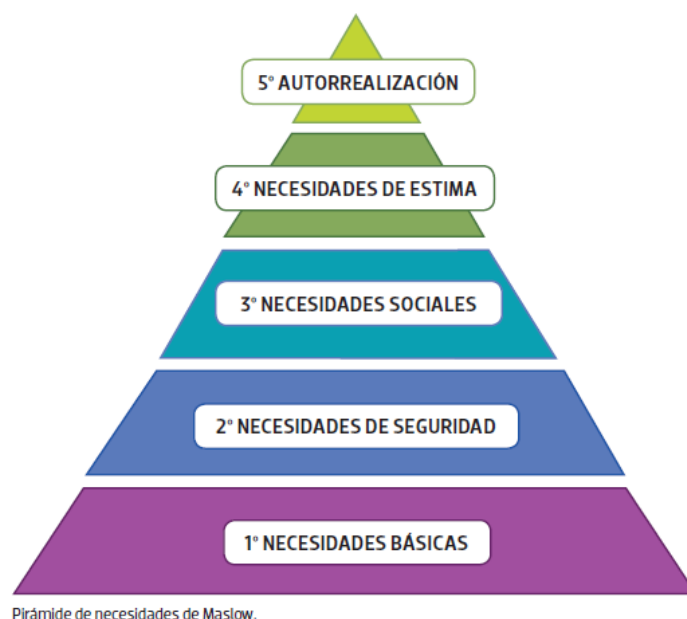 5° AUTORREALIZACIÓN
4° NECESIDADES DE ESTIMA
3° NECESIDADES SOCIALES
2° NECESIDADES DE SEGURIDAD
1° NECESIDADES BÁSICAS
Pirámide de necesidades de Maslow.